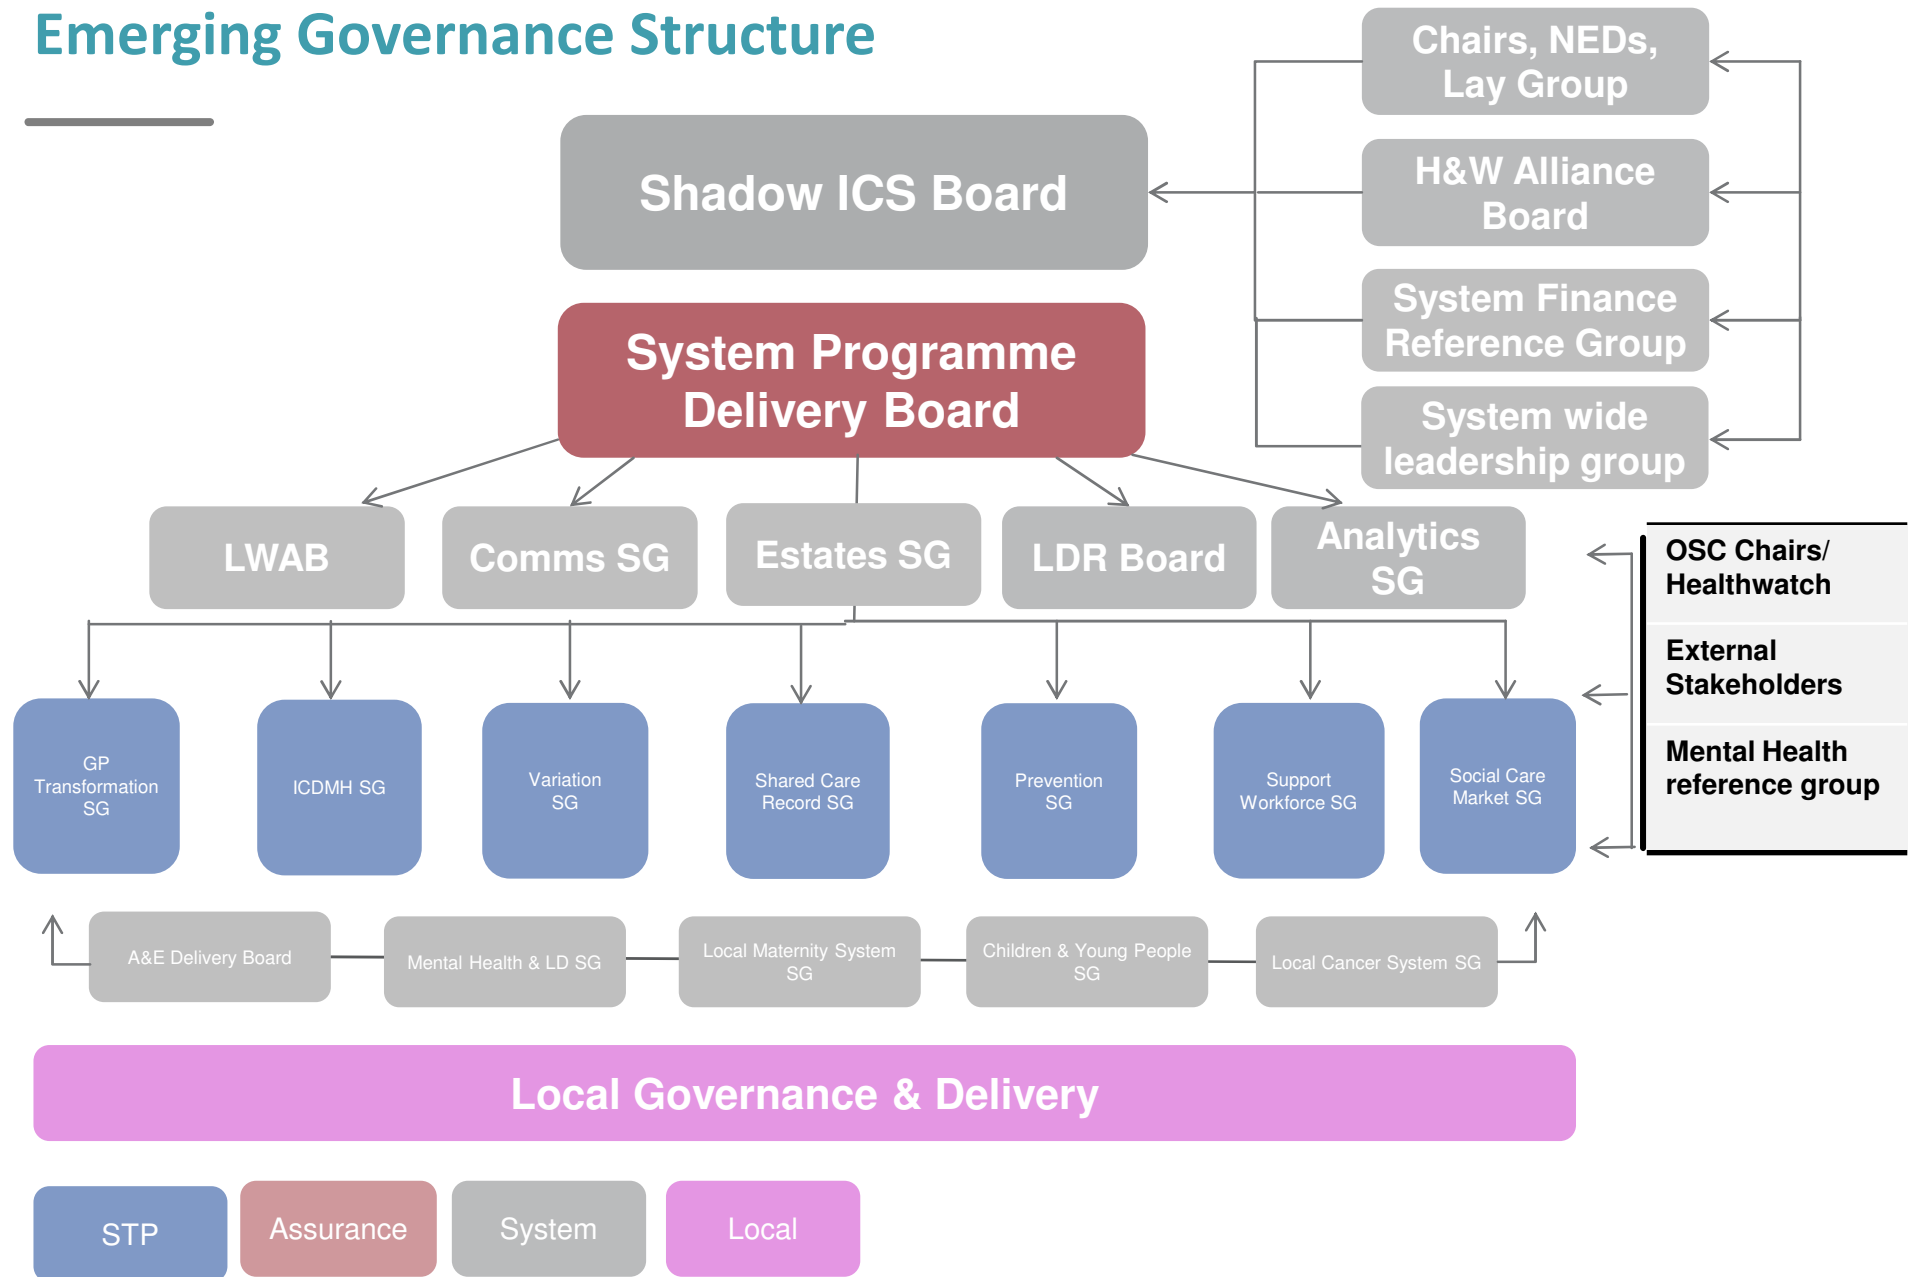 Emerging Governance Structure
Chairs, NEDs,
Lay Group
Shadow ICS Board
H&W Alliance
Board
System Finance
Reference Group
System Programme
Delivery Board
System wide
leadership group
LWAB
Comms SG
Estates SG
LDR Board
Analytics
SG
OSC Chairs/
Healthwatch
External
Stakeholders
Mental Health
reference group
GP
Transformation
SG
ICDMH SG
Variation
SG
Shared Care
Record SG
Prevention
SG
Support
Workforce SG
Social Care
Market SG
A&E Delivery Board
Mental Health & LD SG
Local Maternity System
SG
Children & Young People
SG
Local Cancer System SG
Local Governance & Delivery
STP
Assurance
System
Local